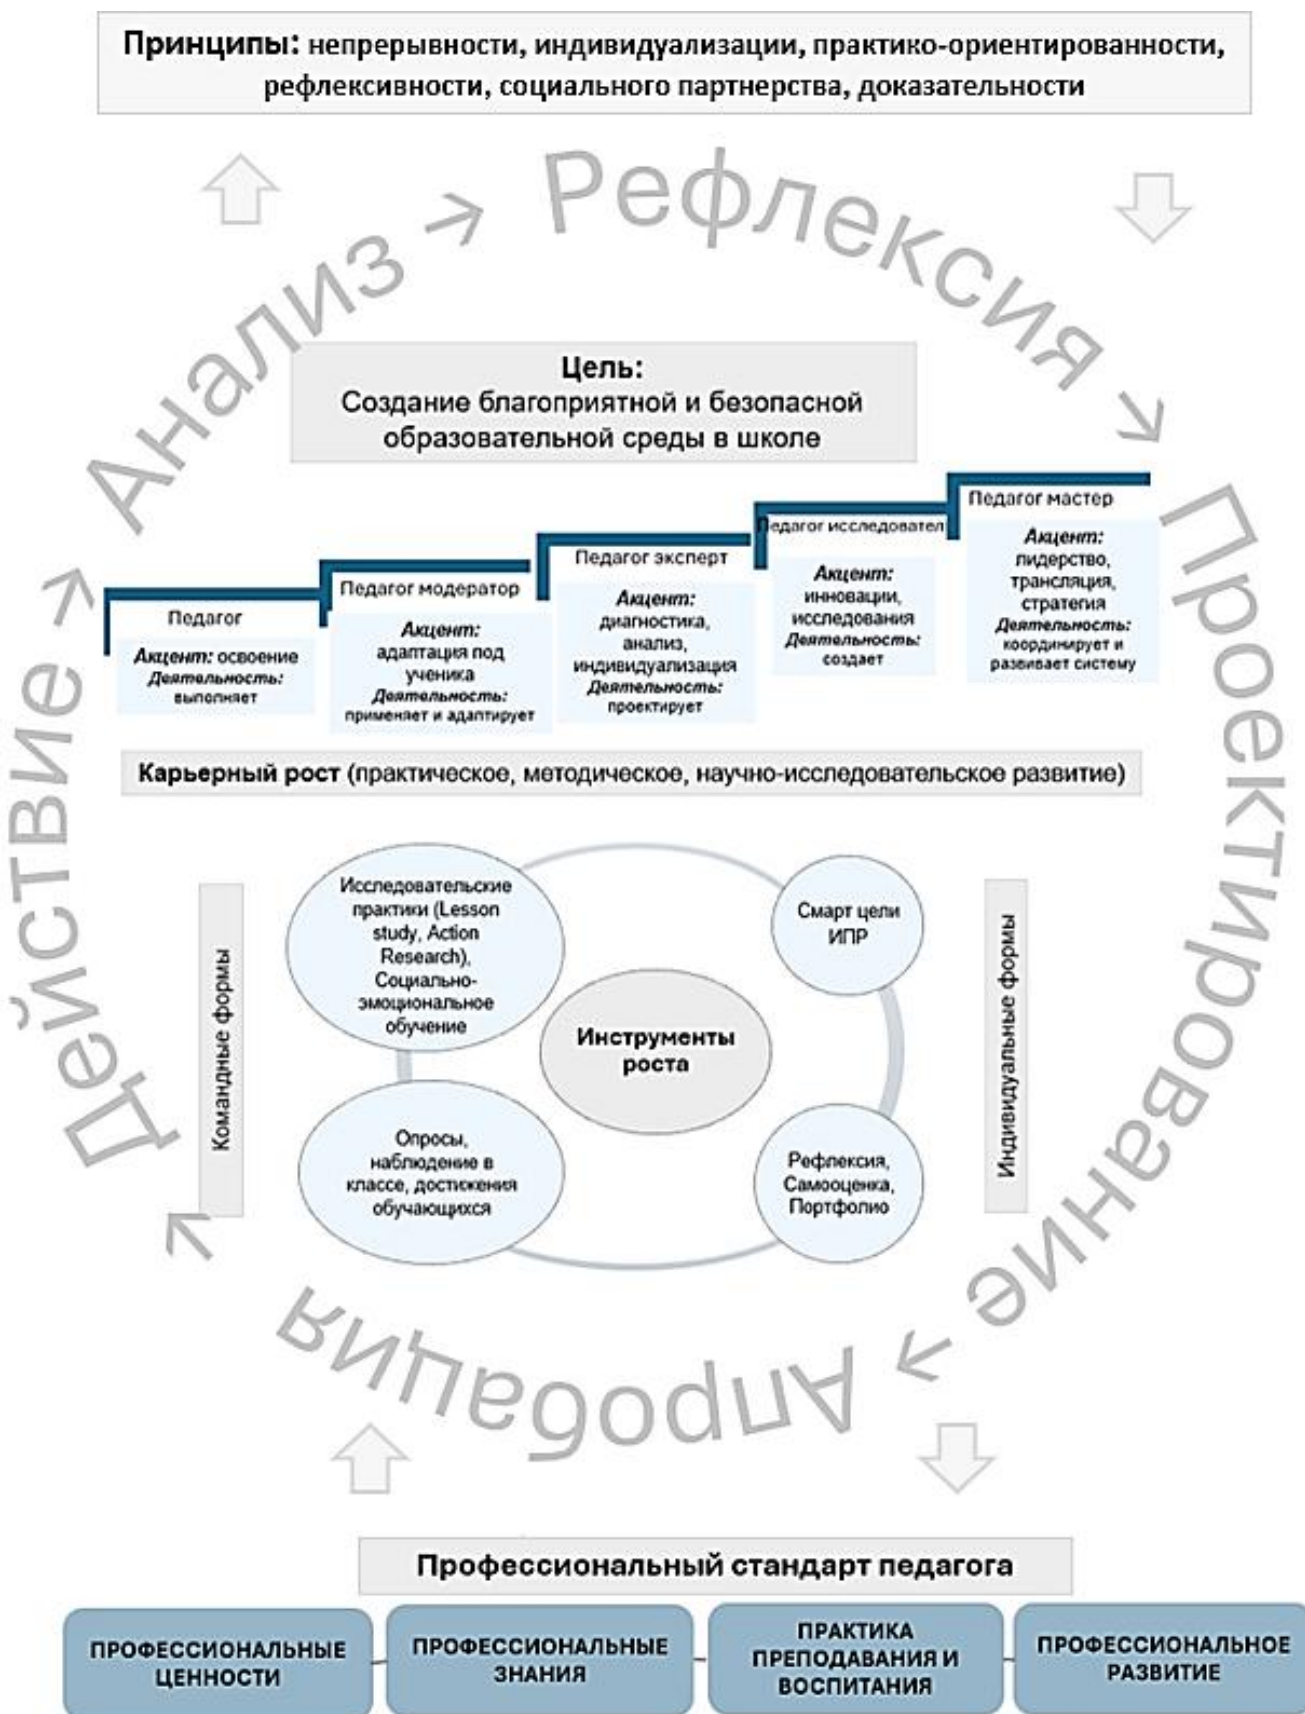 Принципы: непрерывности, индивидуализации, практико-ориентированности,
рефлексивности, социального партнерства, доказательности
Анализ → Рефлексия → Проектирование → Апробация → Действие →
Цель:
Создание благоприятной и безопасной
образовательной среды в школе
Педагог
Акцент: освоение
Деятельность:
выполняет
Педагог модератор
Акцент:
адаптация под
ученика
Деятельность:
применяет и адаптирует
Педагог эксперт
Акцент:
диагностика,
анализ,
индивидуализация
Деятельность:
проектирует
Педагог исследовател
Акцент:
инновации,
исследования
Деятельность:
создает
Педагог мастер
Акцент:
лидерство,
трансляция,
стратегия
Деятельность:
координирует и
развивает систему
Карьерный рост (практическое, методическое, научно-исследовательское развитие)
Командные формы
Исследовательские
практики (Lesson
study, Action
Research),
Социально-
эмоциональное
обучение
Смарт цели
ИПР
Инструменты
роста
Опросы,
наблюдение в
классе, достижения
обучающихся
Рефлексия,
Самооценка,
Портфолио
Индивидуальные формы
Профессиональный стандарт педагога
ПРОФЕССИОНАЛЬНЫЕ
ЦЕННОСТИ
ПРОФЕССИОНАЛЬНЫЕ
ЗНАНИЯ
ПРАКТИКА
ПРЕПОДАВАНИЯ И
ВОСПИТАНИЯ
ПРОФЕССИОНАЛЬНОЕ
РАЗВИТИЕ